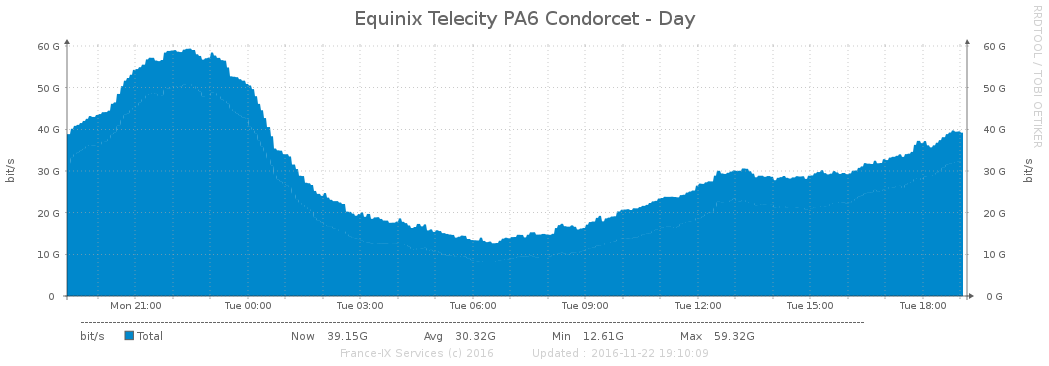 Equinix Telecity PA6 Condorcet - Day
RRDTOOL / TOBI OETIKER
60 G 60 G
50 G 50 G
40 G 40 G
30 G 30 G
20 G 20 G
10 G 10 G
0 0 G
bit/s bit/s
Mon 21:00 Tue 00:00 Tue 03:00 Tue 06:00 Tue 09:00 Tue 12:00 Tue 15:00 Tue 18:00
bit/s Total Now 39.15G Avg 30.32G Min 12.61G Max 59.32G
France-IX Services (c) 2016 Updated : 2016-11-22 19:10:09